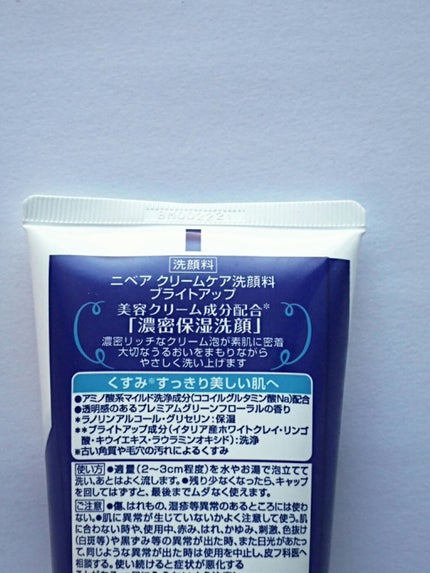 洗顔料
ニベア クリームケア洗顔料
ブライトアップ
美容クリーム成分配合*
「濃密保湿洗顔」
濃密リッチなクリーム泡が素肌に密着
大切なうるおいをまもりながら
やさしく洗い上げます
くすみ※すっきり美しい肌へ
●アミノ酸系マイルド洗浄成分(ココイルグルタミン酸Na)配合
●透明感のあるプレミアムグリーンフローラルの香り
*ラノリンアルコール・グリセリン:保湿
**ブライトアップ成分(イタリア産ホワイトクレイ・リンゴ
酸・キウイエキス・ラウラミンオキシド):洗浄
※古い角質や毛穴の汚れによるくすみ
使い方 ●適量(2〜3cm程度)を水やお湯で泡立てて
洗い、あとはよく流します。●残り少なくなったら、キャップ
を回してはずすと、最後までムダなく使えます。
ご注意 ●傷、はれもの、湿疹等異常のあるところには使わ
ない。●肌に異常が生じていないかよく注意して使う。肌
に合わない時や、使用中、赤み、はれ、かゆみ、刺激、色抜け
(白斑等)や黒ずみ等の異常が出た時、また日光があたっ
て、同じような異常が出た時は使用を中止し、皮フ科医へ
相談する。使い続けると症状が悪化する